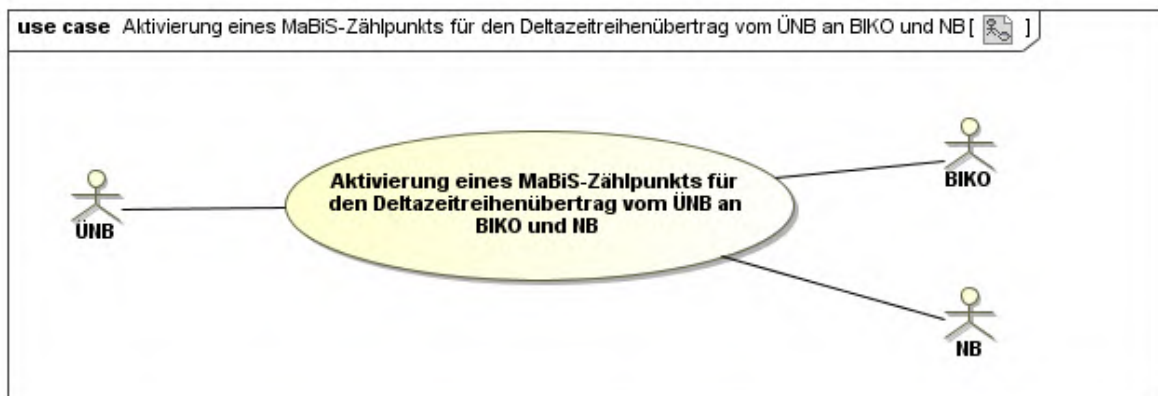 use case Aktivierung eines MaBiS-Zählpunkts für den Deltazeitreihenübertrag vom ÜNB an BIKO und NB [ ]
Aktivierung eines MaBiS-Zählpunkts für
den Deltazeitreihenübertrag vom ÜNB an
BIKO und NB
ÜNB
BIKO
NB